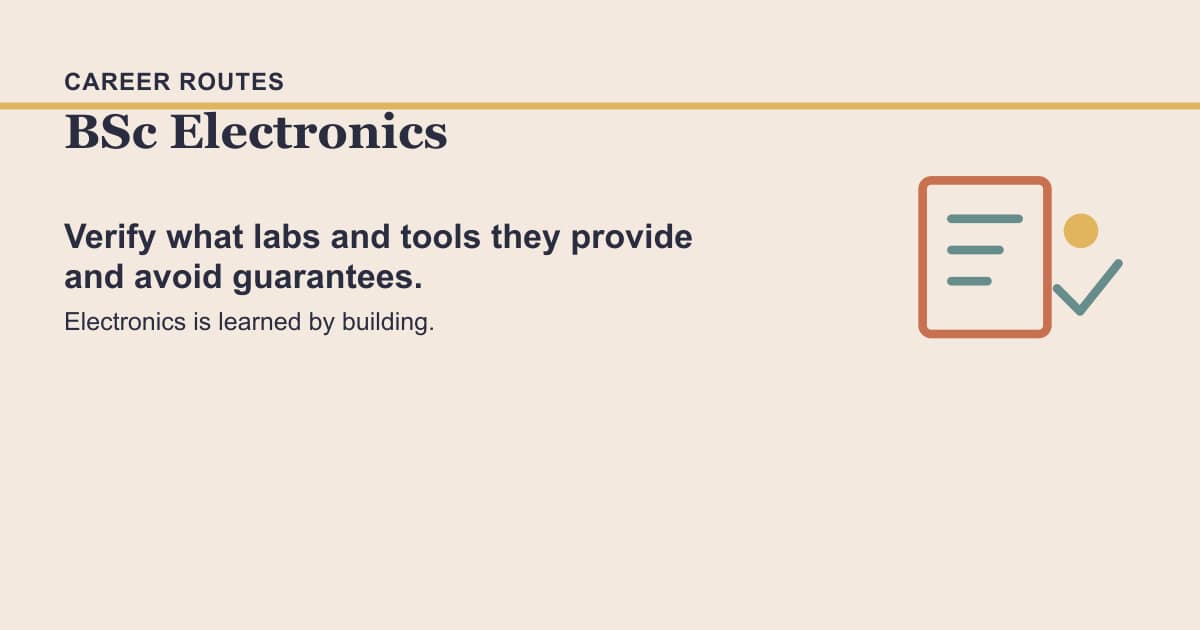 CAREER ROUTES
BSc Electronics
Verify what labs and tools they provide
and avoid guarantees.
Electronics is learned by building.